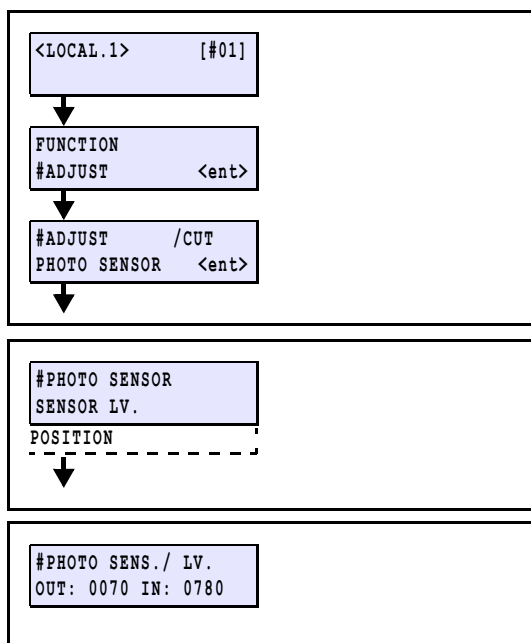 <LOCAL.1> [#01]
FUNCTION
#ADJUST <ent>
#ADJUST /CUT
PHOTO SENSOR <ent>
#PHOTO SENSOR
SENSOR LV.
POSITION
#PHOTO SENS./ LV.
OUT: 0070 IN: 0780